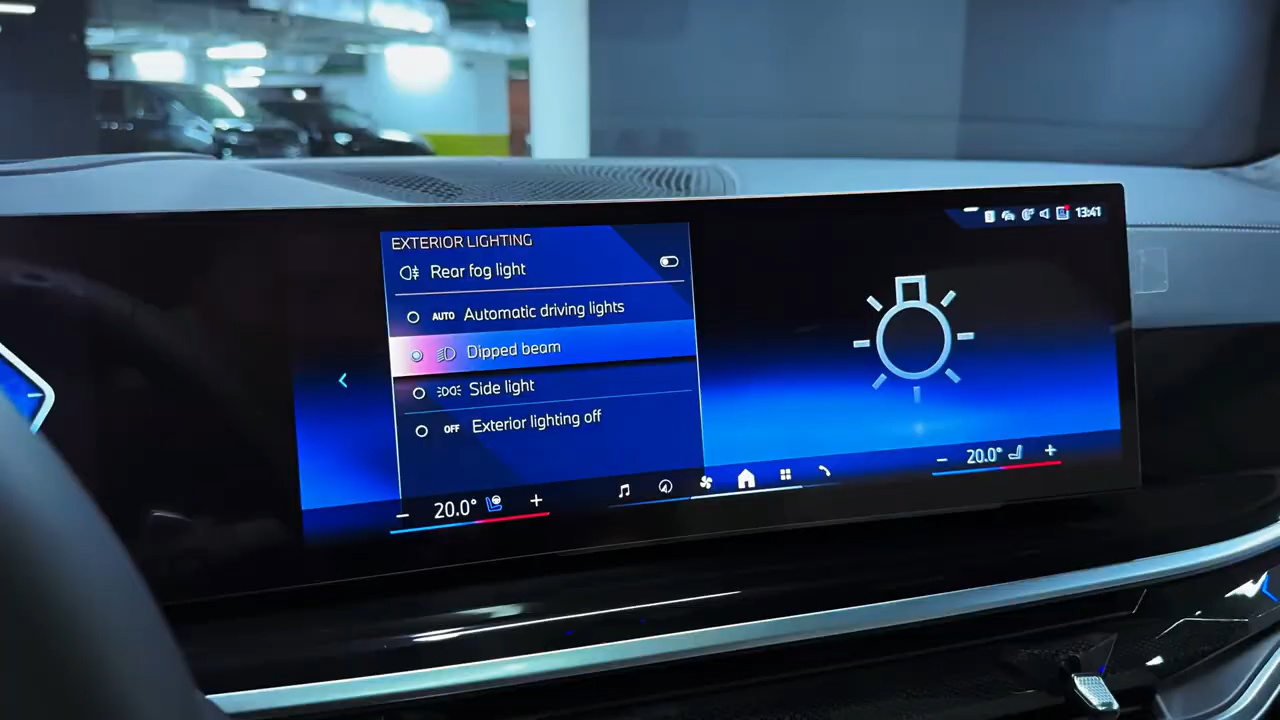 13:41
EXTERIOR LIGHTING
Rear fog light
AUTO Automatic driving lights
Dipped beam
Side light
OFF Exterior lighting off
− 20.0° +
− 20.0° +